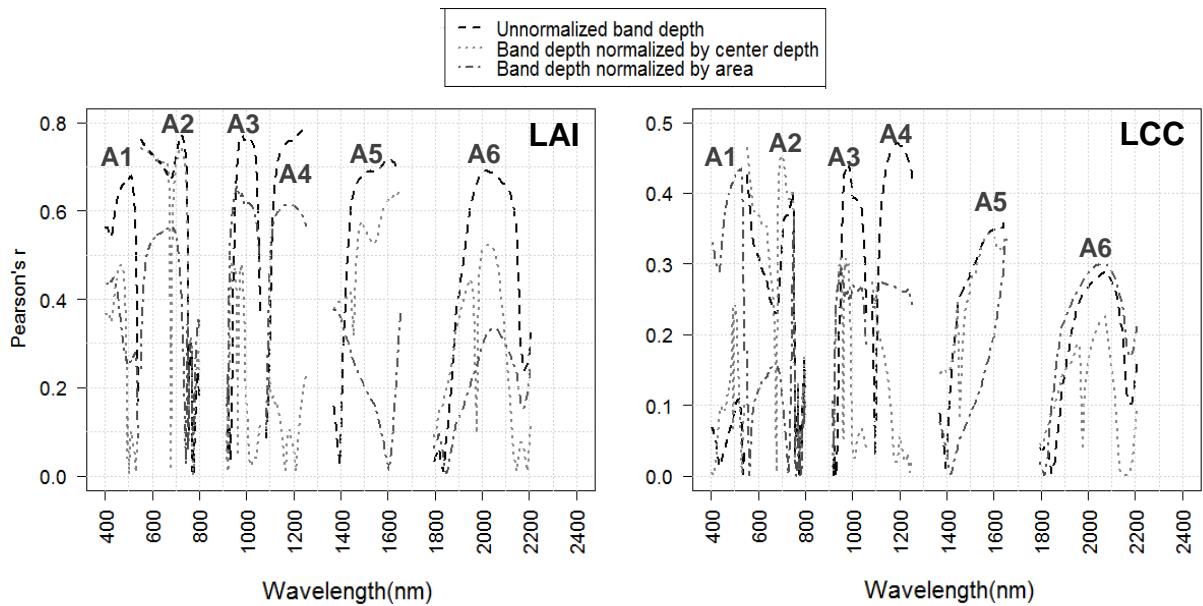 Unnormalized band depth
Band depth normalized by center depth
Band depth normalized by area
LAI
A1 A2 A3 A4 A5 A6
Pearson's r
0.8
0.6
0.4
0.2
0.0
400 600 800 1000 1200 1400 1600 1800 2000 2200 2400
Wavelength(nm)
LCC
A1 A2 A3 A4 A5 A6
0.5
0.4
0.3
0.2
0.1
0.0
400 600 800 1000 1200 1400 1600 1800 2000 2200 2400
Wavelength(nm)